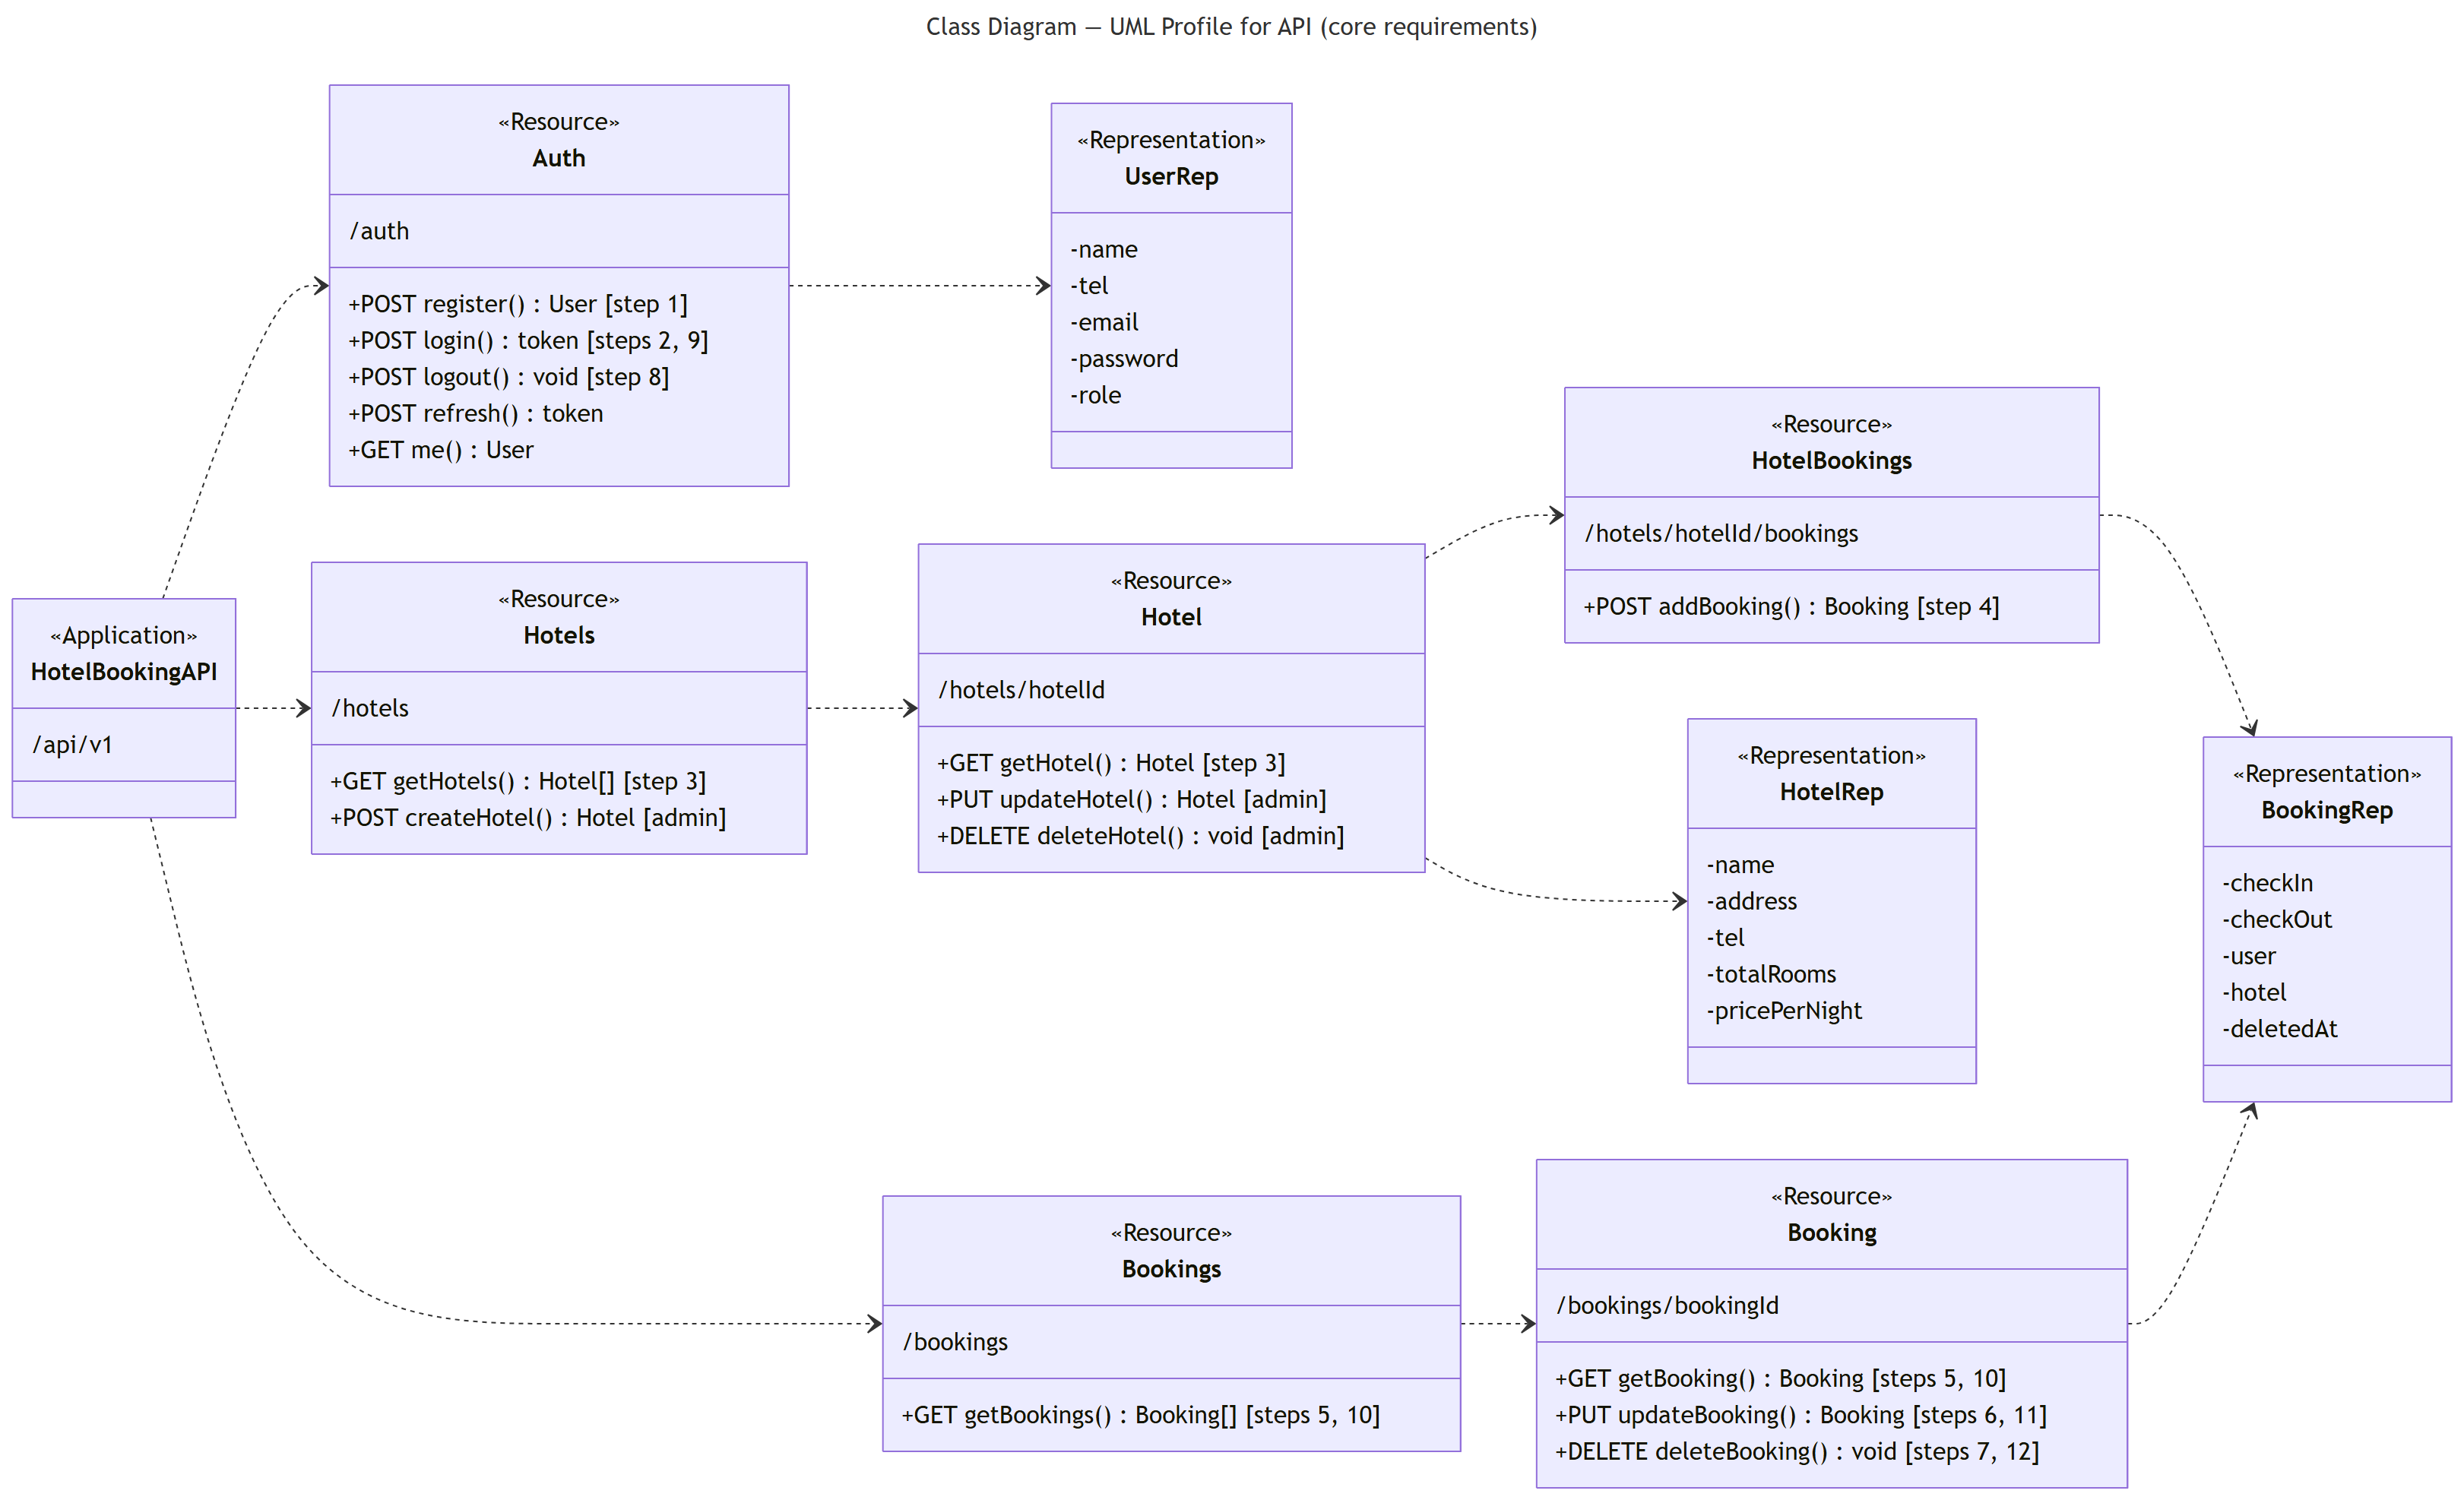 Class Diagram — UML Profile for API (core requirements)
«Resource»
Auth
/auth
+POST register() : User [step 1]
+POST login() : token [steps 2, 9]
+POST logout() : void [step 8]
+POST refresh() : token
+GET me() : User
«Representation»
UserRep
-name
-tel
-email
-password
-role
«Application»
HotelBookingAPI
/api/v1
«Resource»
Hotels
/hotels
+GET getHotels() : Hotel[] [step 3]
+POST createHotel() : Hotel [admin]
«Resource»
Hotel
/hotels/hotelId
+GET getHotel() : Hotel [step 3]
+PUT updateHotel() : Hotel [admin]
+DELETE deleteHotel() : void [admin]
«Resource»
HotelBookings
/hotels/hotelId/bookings
+POST addBooking() : Booking [step 4]
«Representation»
HotelRep
-name
-address
-tel
-totalRooms
-pricePerNight
«Representation»
BookingRep
-checkIn
-checkOut
-user
-hotel
-deletedAt
«Resource»
Bookings
/bookings
+GET getBookings() : Booking[] [steps 5, 10]
«Resource»
Booking
/bookings/bookingId
+GET getBooking() : Booking [steps 5, 10]
+PUT updateBooking() : Booking [steps 6, 11]
+DELETE deleteBooking() : void [steps 7, 12]